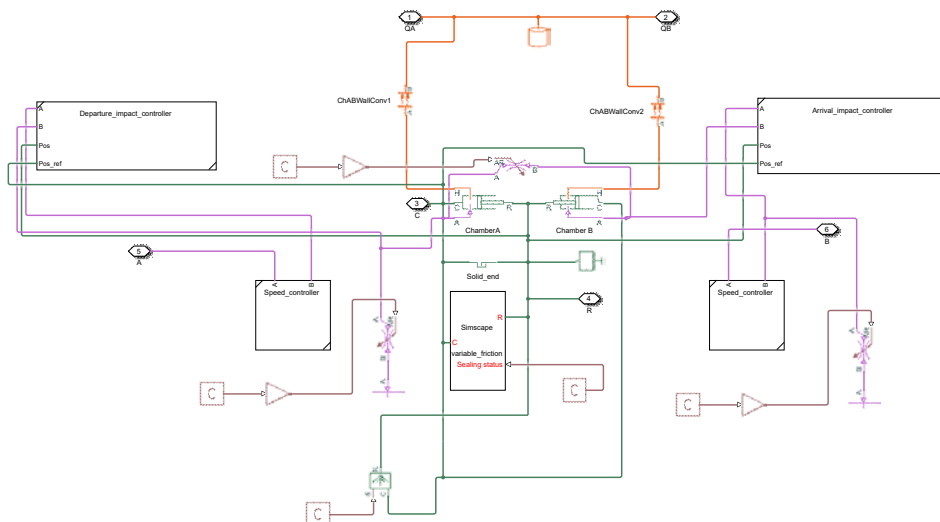 1
QA
2
QB
ChABWallConv1
ChABWallConv2
A
Departure_impact_controller
B
Pos
Pos_ref
A
Arrival_impact_controller
B
Pos
Pos_ref
C
A
B
3
C
H
C
A
R
ChamberA
R
H
C
A
Chamber B
5
A
6
B
Solid_end
4
R
A
B
Speed_controller
A
B
Speed_controller
Simscape
R
C
variable_friction
Sealing status
A
B
A
A
B
A
C
C
C
C